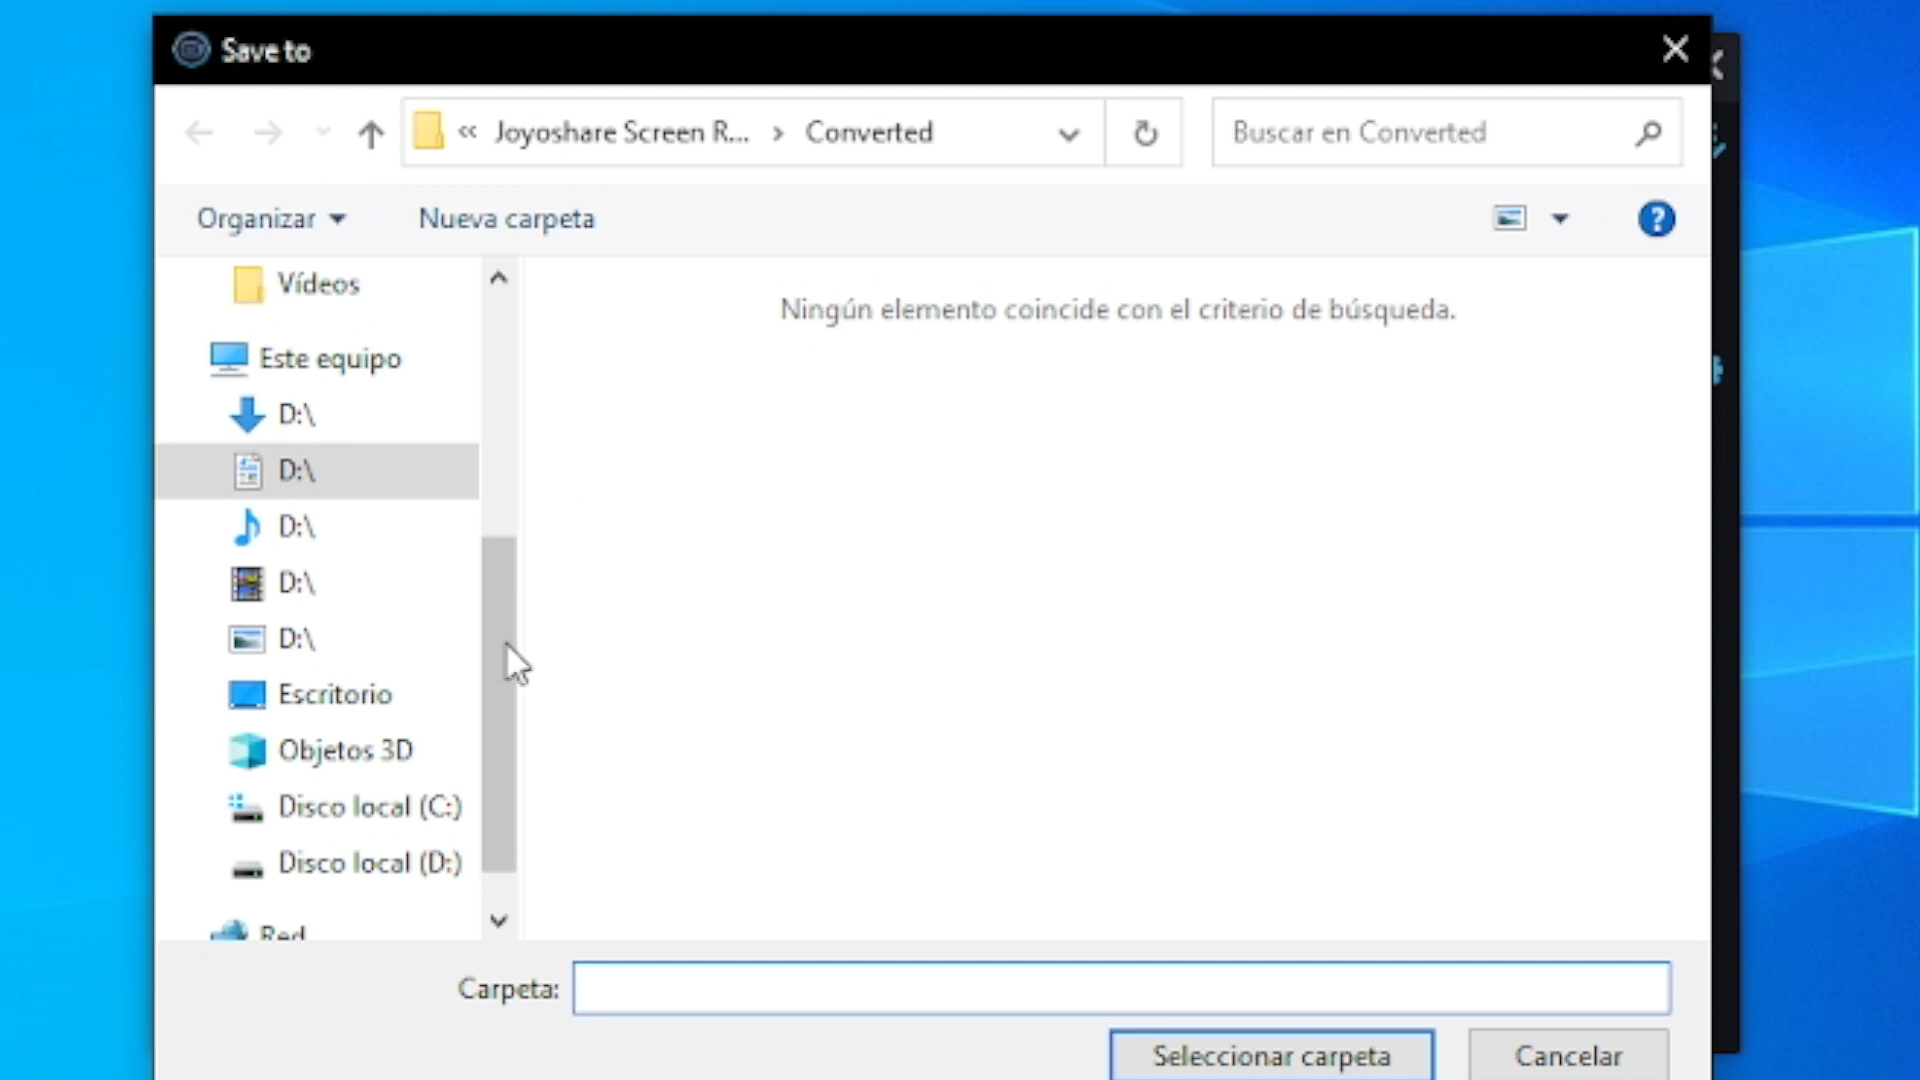 Save to
« Joyoshare Screen R... › Converted
Buscar en Converted
Organizar
Nueva carpeta
Vídeos
Ningún elemento coincide con el criterio de búsqueda.
Este equipo
D:\
D:\
D:\
D:\
D:\
Escritorio
Objetos 3D
Disco local (C:)
Disco local (D:)
Red
Carpeta:
Seleccionar carpeta
Cancelar